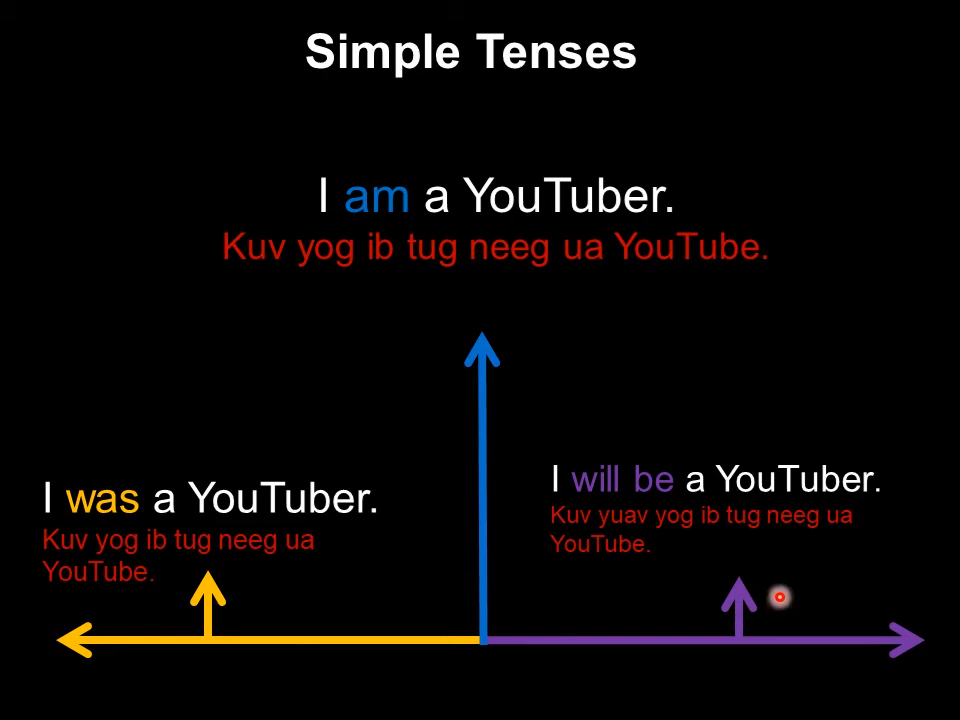 Simple Tenses
I am a YouTuber.
Kuv yog ib tug neeg ua YouTube.
I was a YouTuber.
Kuv yog ib tug neeg ua
YouTube.
I will be a YouTuber.
Kuv yuav yog ib tug neeg ua
YouTube.